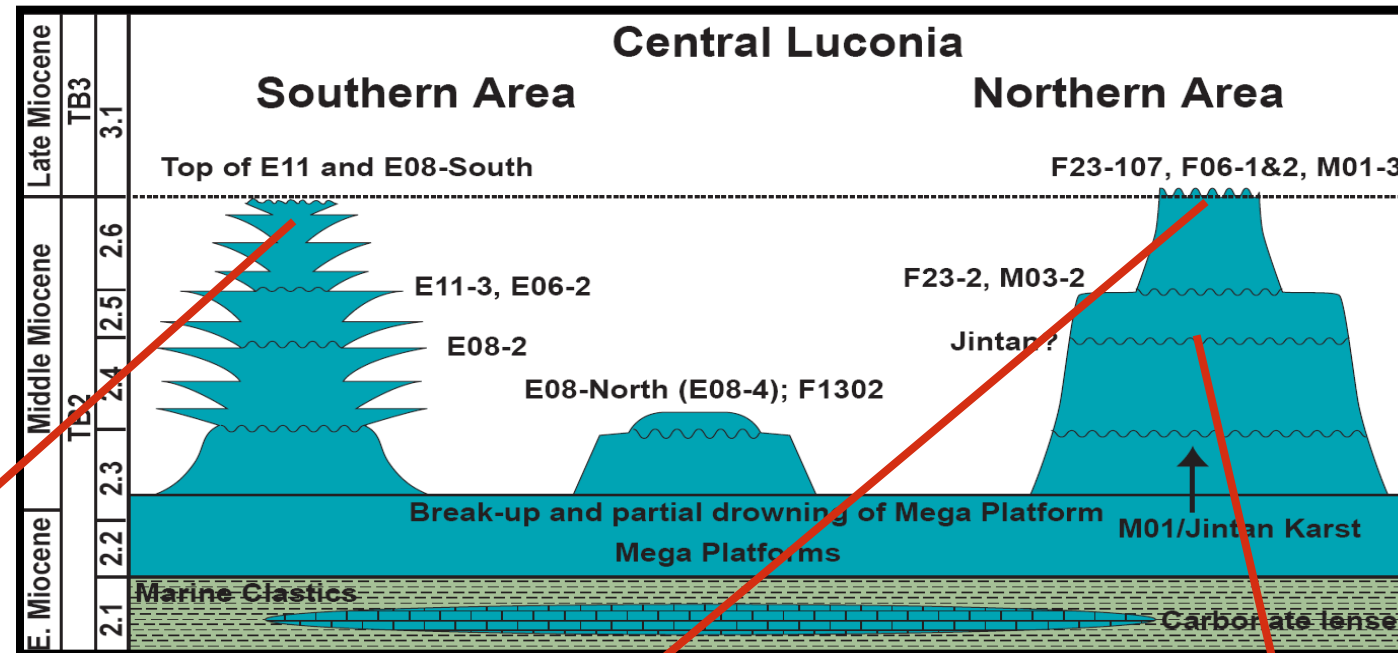 Central Luconia
Southern Area
Northern Area
Late Miocene
TB3
3.1
Top of E11 and E08-South
F23-107, F06-1&2, M01-3
Middle Miocene
TB2
2.6
2.5
2.4
2.3
E11-3, E06-2
F23-2, M03-2
E08-2
Jintan?
E08-North (E08-4); F1302
Break-up and partial drowning of Mega Platform
M01/Jintan Karst
Mega Platforms
E. Miocene
2.2
2.1
Marine Clastics
Carbonate lense